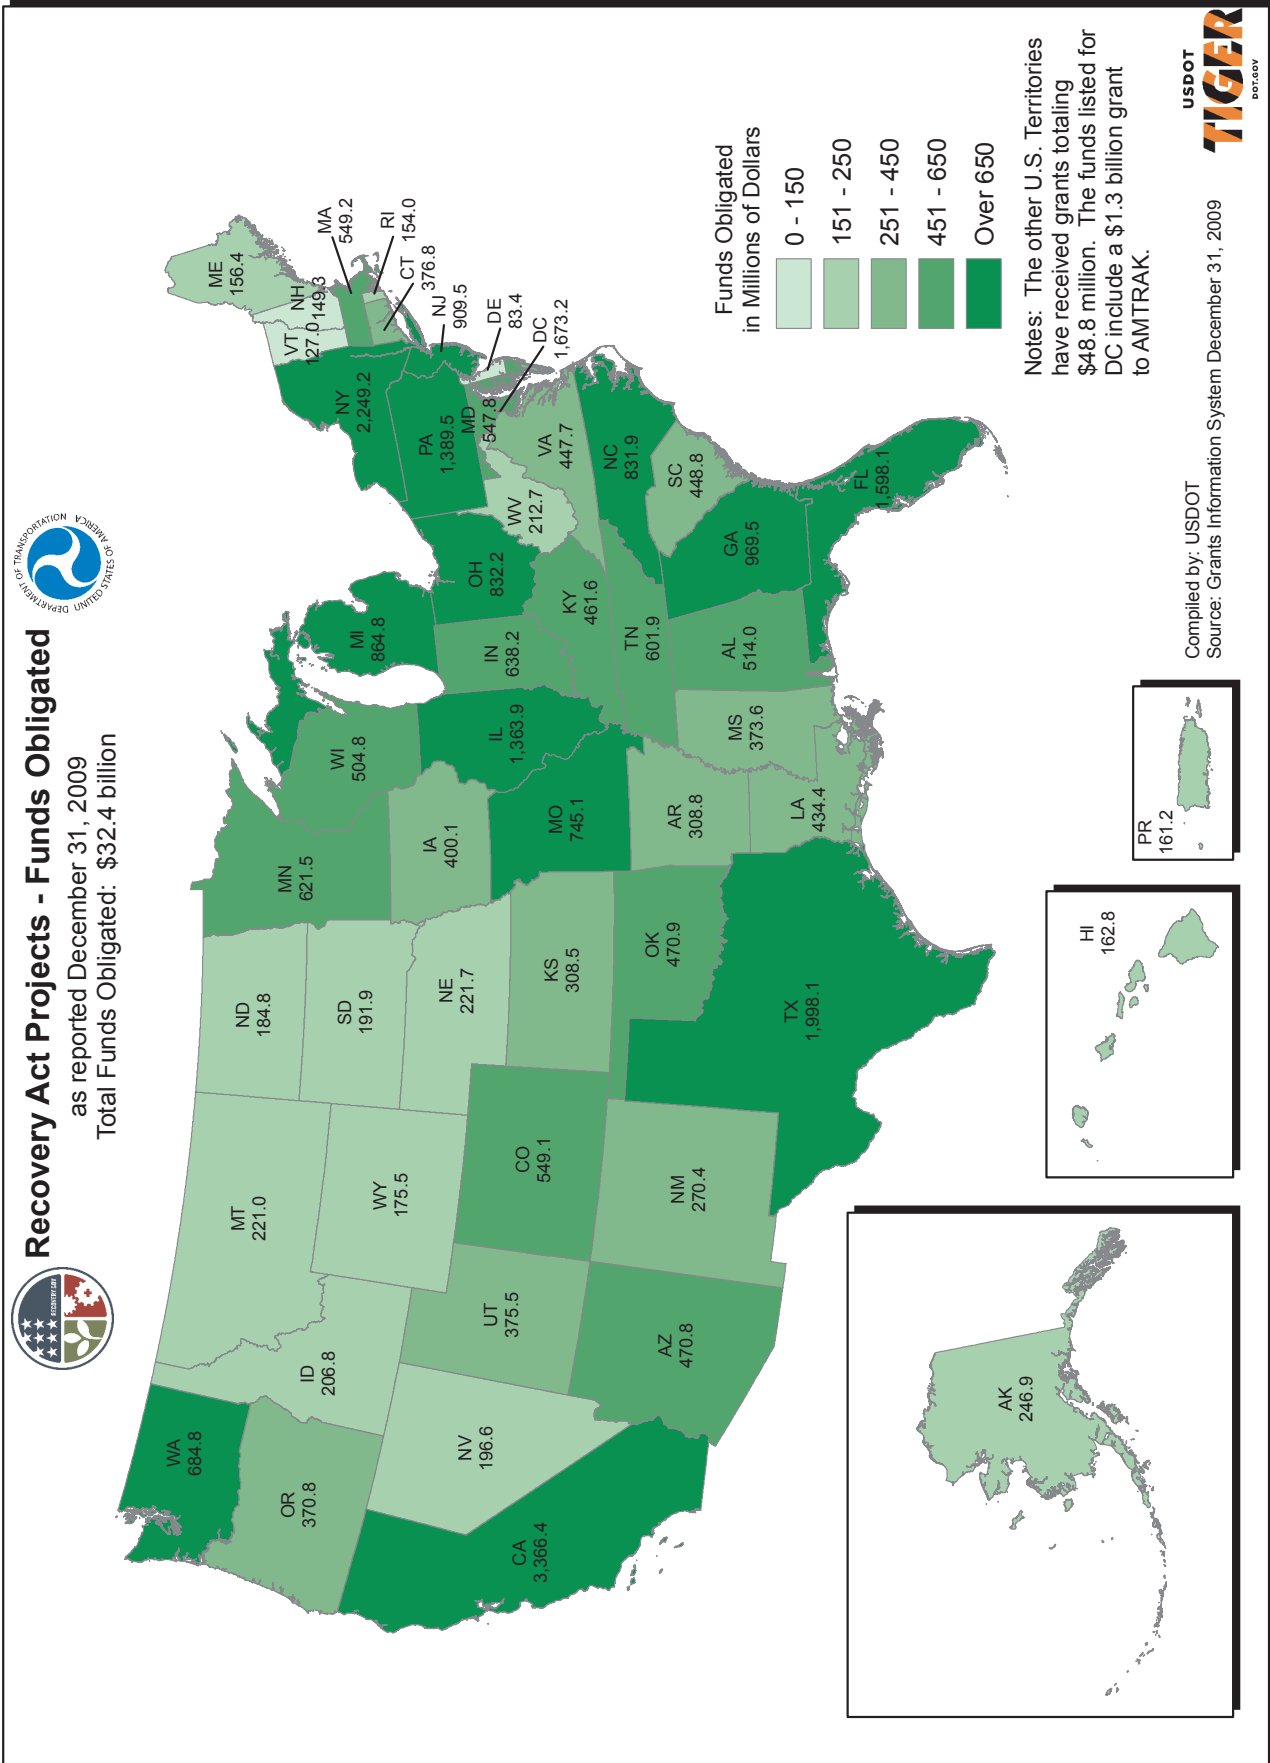 Recovery Act Projects - Funds Obligated
as reported December 31, 2009
Total Funds Obligated: $32.4 billion
RECOVERY.GOV
DEPARTMENT OF TRANSPORTATION
UNITED STATES OF AMERICA
WA
684.8
OR
370.8
CA
3,366.4
ID
206.8
NV
196.6
MT
221.0
WY
175.5
UT
375.5
AZ
470.8
CO
549.1
NM
270.4
ND
184.8
SD
191.9
NE
221.7
KS
308.5
OK
470.9
TX
1,998.1
MN
621.5
IA
400.1
MO
745.1
AR
308.8
LA
434.4
WI
504.8
IL
1,363.9
MS
373.6
MI
864.8
IN
638.2
KY
461.6
TN
601.9
AL
514.0
OH
832.2
GA
969.5
FL
1,598.1
SC
448.8
NC
831.9
VA
447.7
WV
212.7
MD
547.8
PA
1,389.5
NY
2,249.2
VT
127.0
NH
149.3
ME
156.4
MA
549.2
RI
154.0
CT
376.8
NJ
909.5
DE
83.4
DC
1,673.2
AK
246.9
HI
162.8
PR
161.2
Funds Obligated
in Millions of Dollars
0 - 150
151 - 250
251 - 450
451 - 650
Over 650
Notes: The other U.S. Territories
have received grants totaling
$48.8 million. The funds listed for
DC include a $1.3 billion grant
to AMTRAK.
Compiled by: USDOT
Source: Grants Information System December 31, 2009
USDOT
TIGER
DOT.GOV